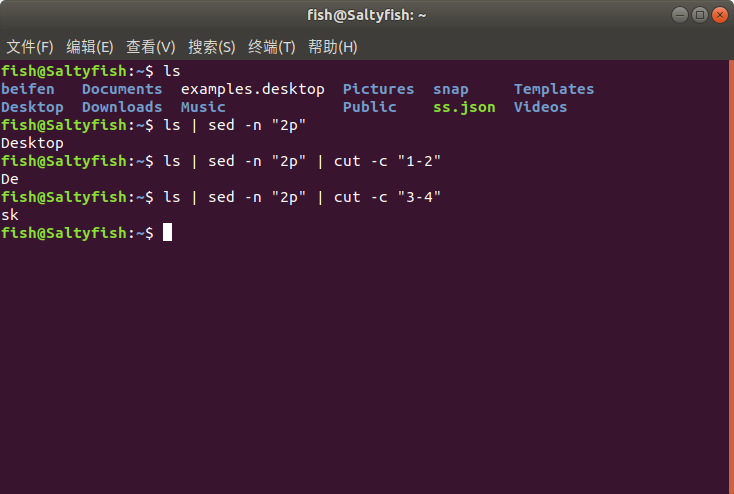 fish@Saltyfish: ~
文件(F) 编辑(E) 查看(V) 搜索(S) 终端(T) 帮助(H)
fish@Saltyfish:~$ ls
beifen Documents examples.desktop Pictures snap Templates
Desktop Downloads Music Public ss.json Videos
fish@Saltyfish:~$ ls | sed -n "2p"
Desktop
fish@Saltyfish:~$ ls | sed -n "2p" | cut -c "1-2"
De
fish@Saltyfish:~$ ls | sed -n "2p" | cut -c "3-4"
sk
fish@Saltyfish:~$